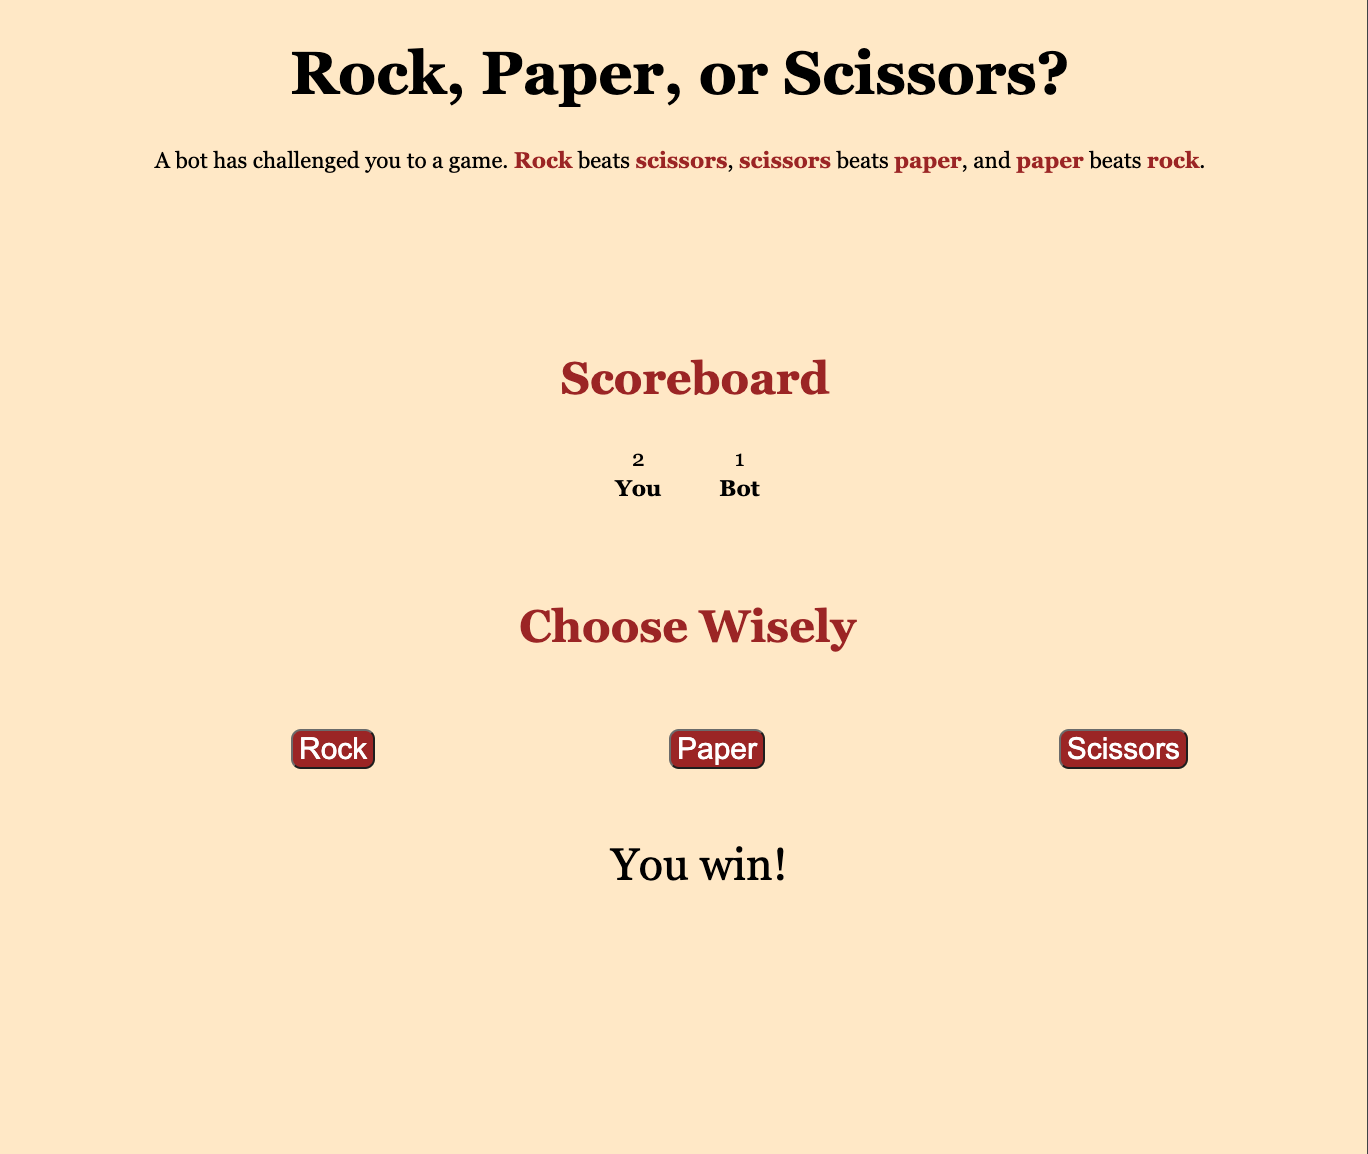 Rock, Paper, or Scissors?
A bot has challenged you to a game. Rock beats scissors, scissors beats paper, and paper beats rock.
Scoreboard
2 1
You Bot
Choose Wisely
Rock Paper Scissors
You win!